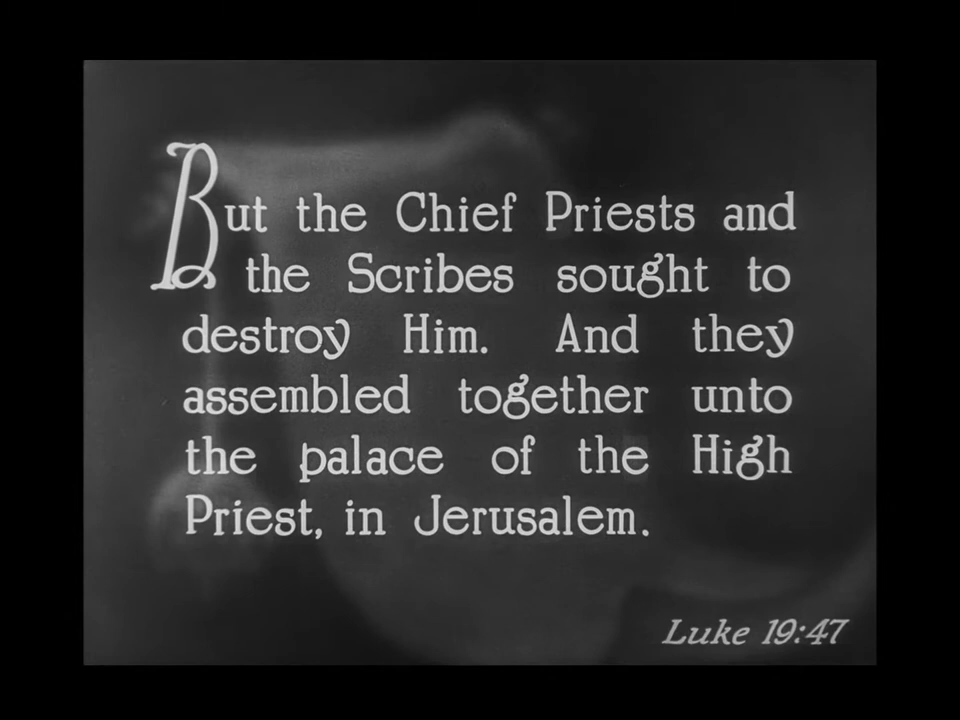 But the Chief Priests and
the Scribes sought to
destroy Him. And they
assembled together unto
the palace of the High
Priest, in Jerusalem.
Luke 19:47